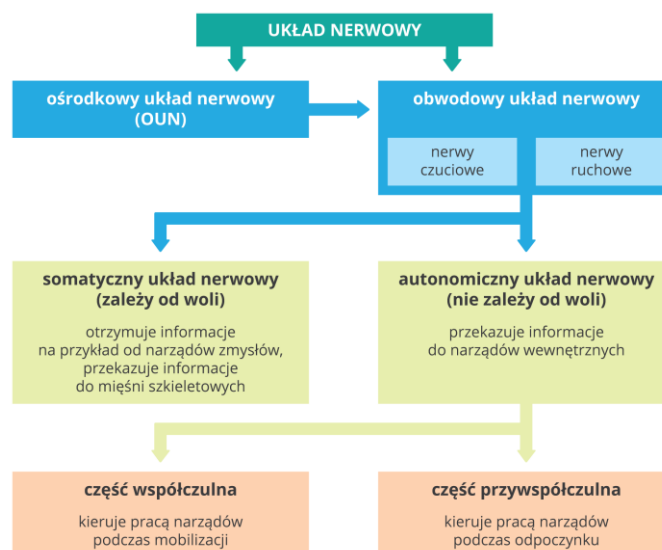 UKŁAD NERWOWY
ośrodkowy układ nerwowy
(OUN)
obwodowy układ nerwowy
nerwy
czuciowe
nerwy
ruchowe
somatyczny układ nerwowy
(zależy od woli)
otrzymuje informacje
na przykład od narządów zmysłów,
przekazuje informacje
do mięśni szkieletowych
autonomiczny układ nerwowy
(nie zależy od woli)
przekazuje informacje
do narządów wewnętrznych
część współczulna
kieruje pracą narządów
podczas mobilizacji
część przywspółczulna
kieruje pracą narządów
podczas odpoczynku